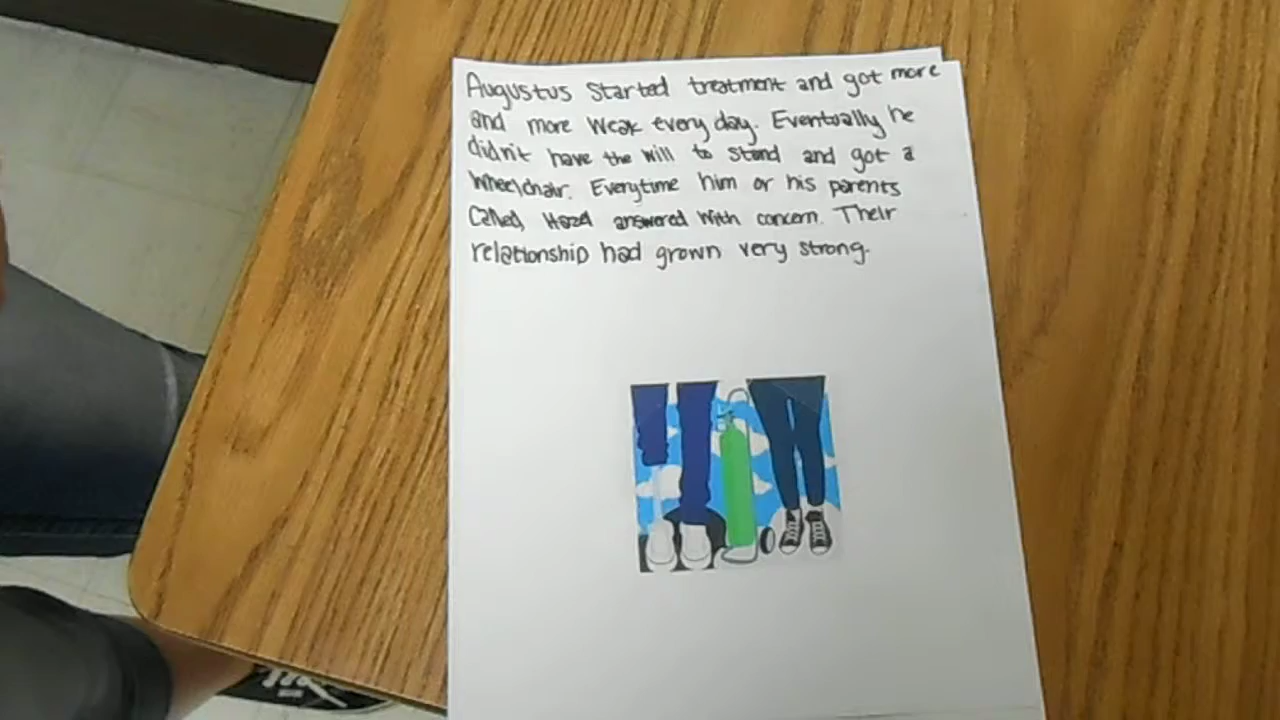 Augustus started treatment and got more
and more weak every day. Eventually he
didn't have the will to stand and got a
wheelchair. Everytime him or his parents
called, Hazel answered with concern. Their
relationship had grown very strong.